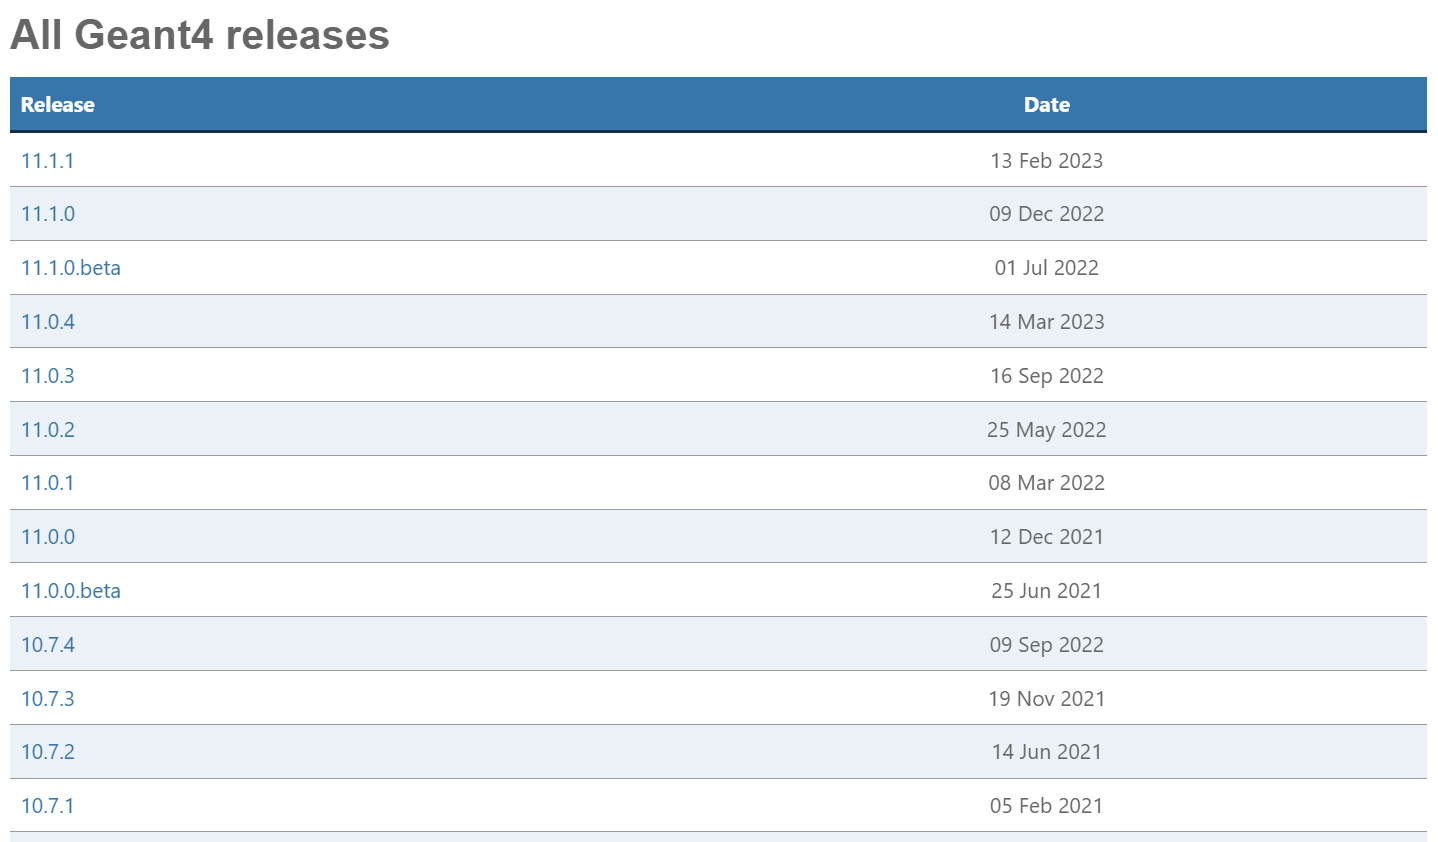 All Geant4 releases
Release Date
11.1.1 13 Feb 2023
11.1.0 09 Dec 2022
11.1.0.beta 01 Jul 2022
11.0.4 14 Mar 2023
11.0.3 16 Sep 2022
11.0.2 25 May 2022
11.0.1 08 Mar 2022
11.0.0 12 Dec 2021
11.0.0.beta 25 Jun 2021
10.7.4 09 Sep 2022
10.7.3 19 Nov 2021
10.7.2 14 Jun 2021
10.7.1 05 Feb 2021